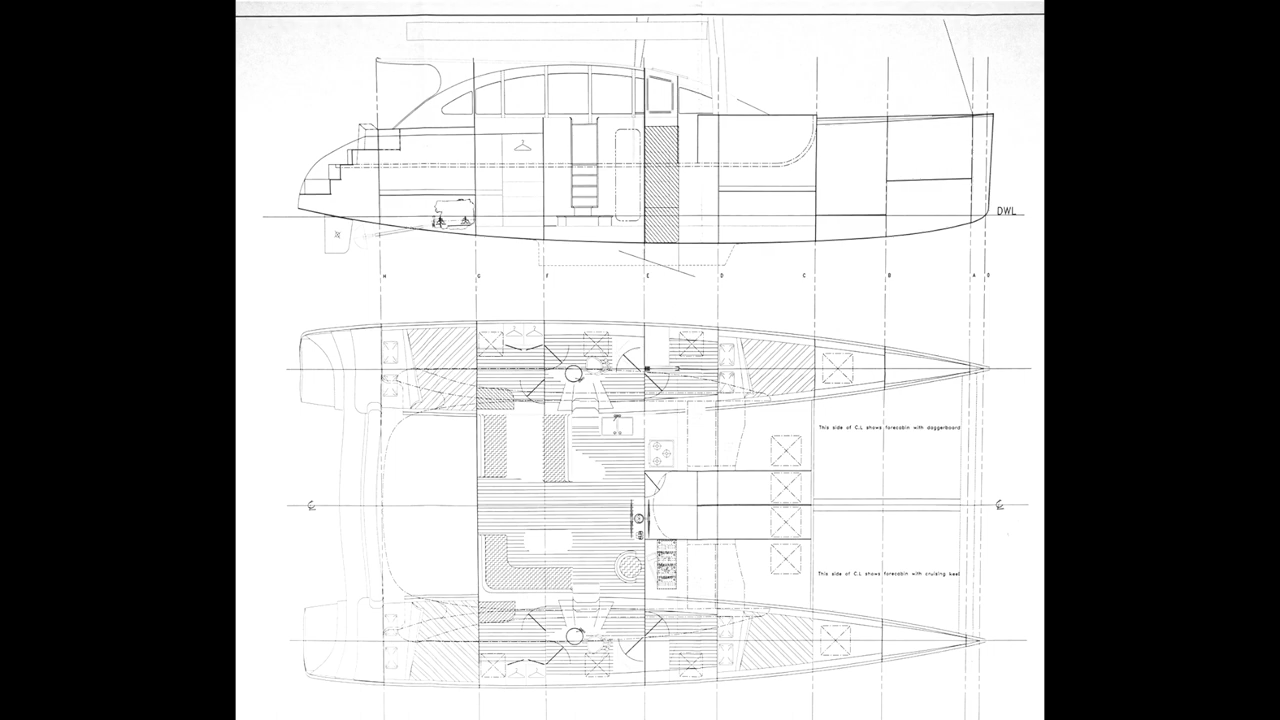 DWL
H G F E D C B A 0
This side of C.L shows forecabin with daggerboard
℄ ℄
This side of C.L shows forecabin with cruising keel